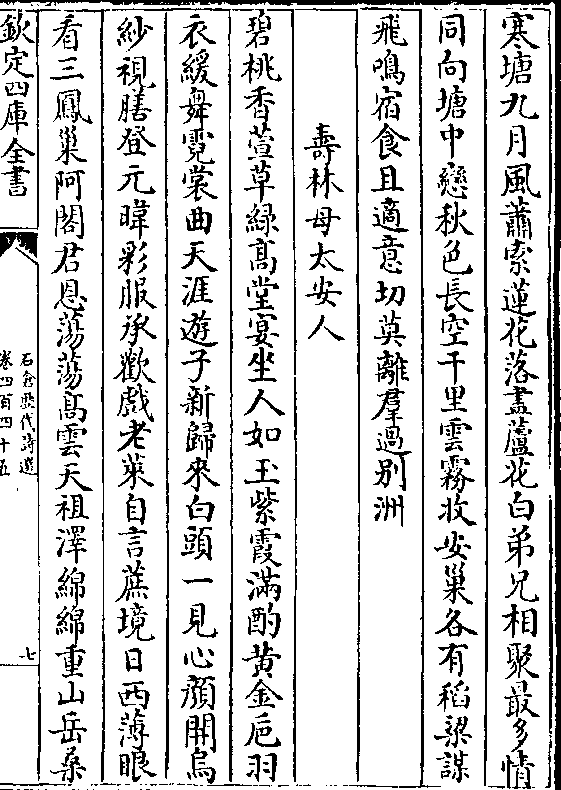 寒塘九月風蕭索蓮花落盡蘆花白弟兄相聚最多情
同向塘中戀秋色長空千里雲霧收安巢各有稻粱謀
飛鳴宿食且適意切莫離羣過别洲
壽林母太安人
碧桃香萱草緑髙堂宴坐人如玉紫霞滿酌黄金巵羽
衣緩舞霓裳曲天涯遊子新歸來白頭一見心顔開烏
紗視膳登元暐彩服承歡戲老萊自言蔗境日西薄眼
看三鳳巢阿閣君恩蕩蕩髙雲天祖澤綿綿重山岳桑
欽定四庫全書
石倉歷代詩選
卷四百四十五
七